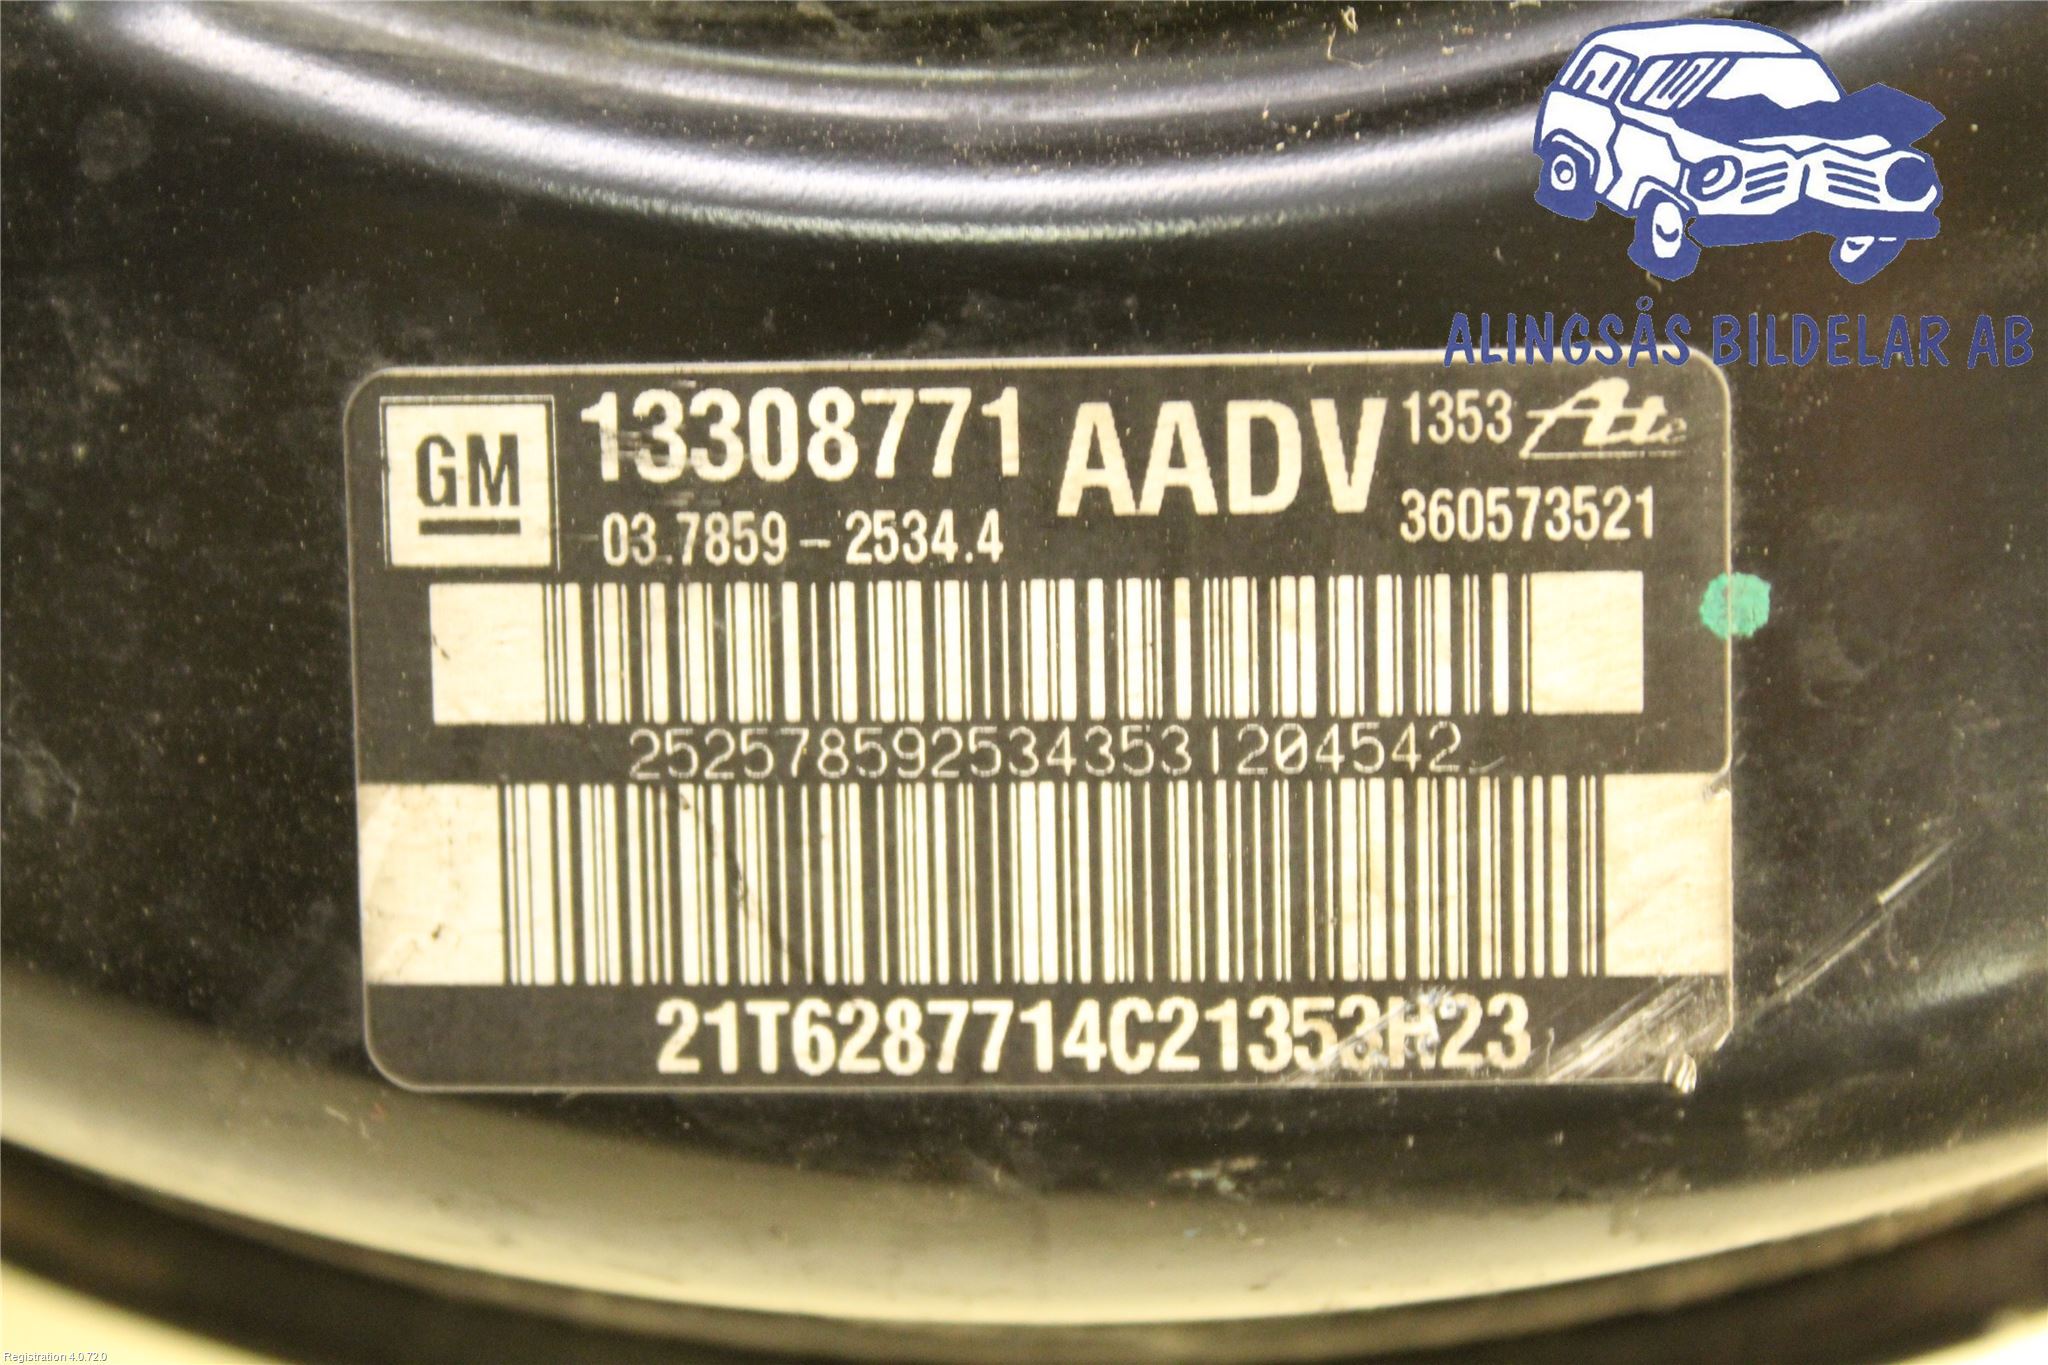 ALINGSÅS BILDELAR AB
GM 13308771 AADV 1353 Ate
03.7859-2534.4 360573521
2525785925343531204542
21T6287714C21353H23
Registration 4.0.72.0